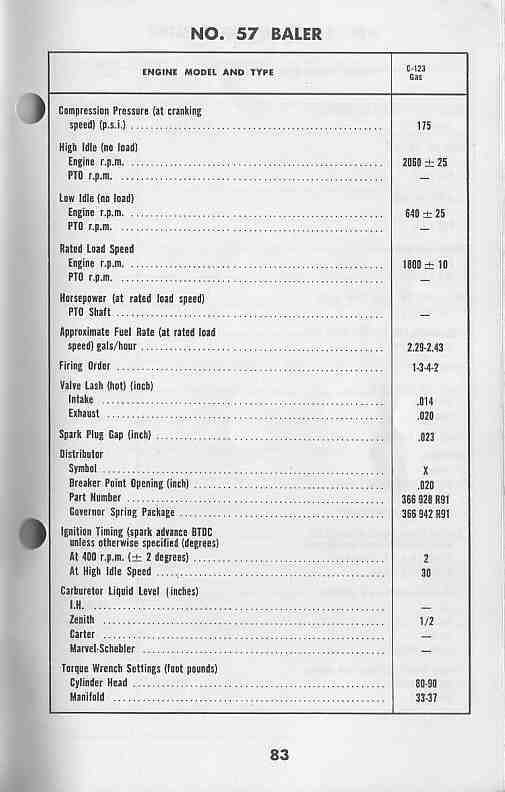 NO. 57 BALER
ENGINE MODEL AND TYPE
C-123
Gas
Compression Pressure (at cranking
speed) (p.s.i.) 175
High Idle (no load)
Engine r.p.m. 2060 ± 25
PTO r.p.m. —
Low Idle (no load)
Engine r.p.m. 640 ± 25
PTO r.p.m. —
Rated Load Speed
Engine r.p.m. 1800 ± 10
PTO r.p.m. —
Horsepower (at rated load speed)
PTO Shaft —
Approximate Fuel Rate (at rated load
speed) gals/hour 2.29-2.43
Firing Order 1-3-4-2
Valve Lash (hot) (inch)
Intake .014
Exhaust .020
Spark Plug Gap (inch) .023
Distributor
Symbol X
Breaker Point Opening (inch) .020
Part Number 366 928 R91
Governor Spring Package 366 942 R91
Ignition Timing (spark advance BTDC
unless otherwise specified (degrees)
At 400 r.p.m. (± 2 degrees) 2
At High Idle Speed 30
Carburetor Liquid Level (inches)
I.H. —
Zenith 1/2
Carter —
Marvel-Schebler —
Torque Wrench Settings (foot pounds)
Cylinder Head 80-90
Manifold 33-37
83